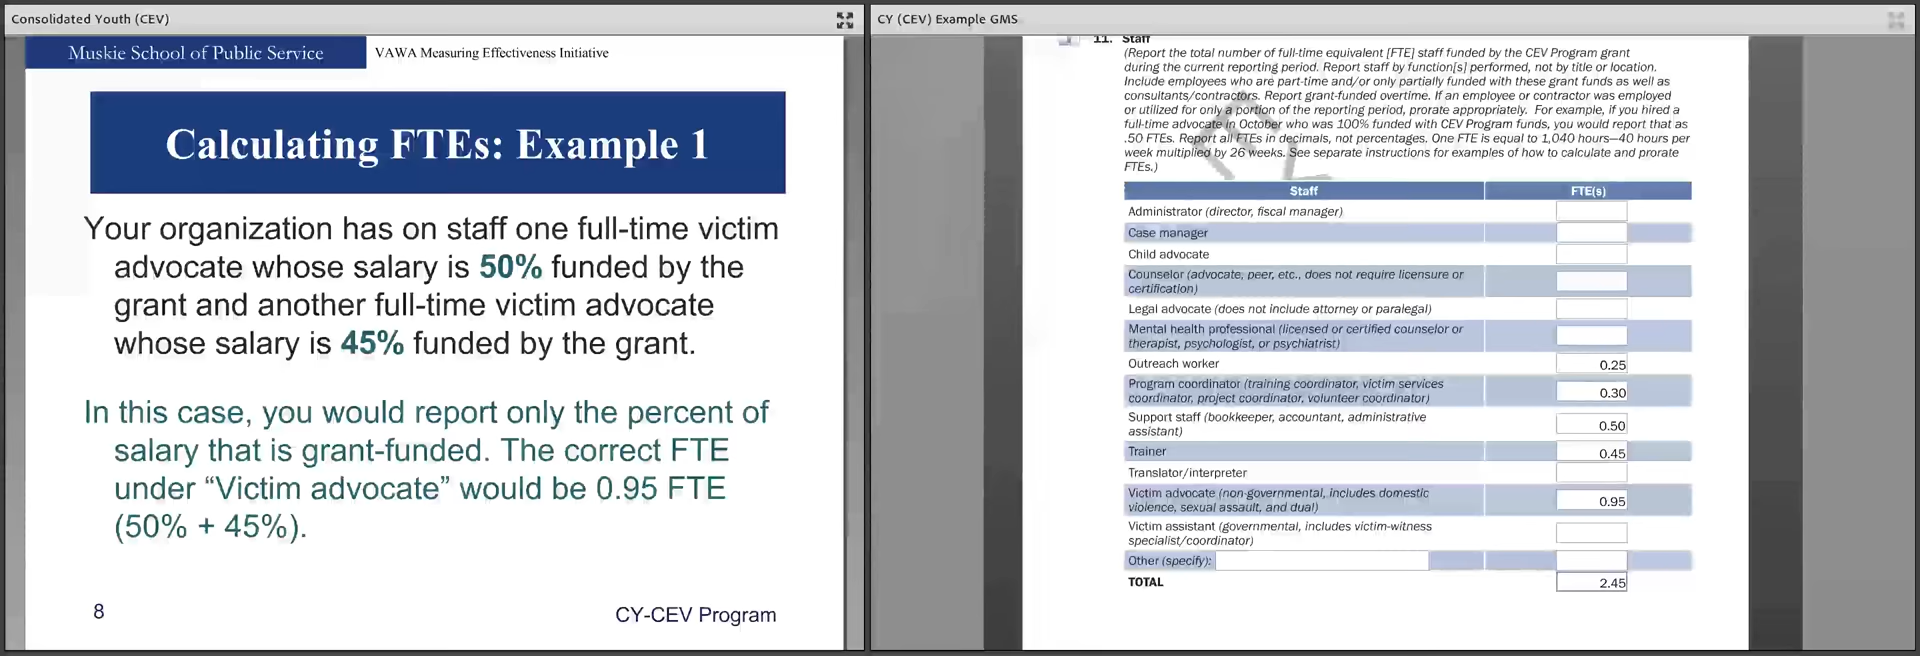 Consolidated Youth (CEV)
Muskie School of Public Service
VAWA Measuring Effectiveness Initiative
Calculating FTEs: Example 1
Your organization has on staff one full-time victim
advocate whose salary is 50% funded by the
grant and another full-time victim advocate
whose salary is 45% funded by the grant.
In this case, you would report only the percent of
salary that is grant-funded. The correct FTE
under “Victim advocate” would be 0.95 FTE
(50% + 45%).
8
CY-CEV Program
CY (CEV) Example GMS
11. Staff
(Report the total number of full-time equivalent [FTE] staff funded by the CEV Program grant
during the current reporting period. Report staff by function[s] performed, not by title or location.
Include employees who are part-time and/or only partially funded with these grant funds as well as
consultants/contractors. Report grant-funded overtime. If an employee or contractor was employed
or utilized for only a portion of the reporting period, prorate appropriately. For example, if you hired a
full-time advocate in October who was 100% funded with CEV Program funds, you would report that as
.50 FTEs. Report all FTEs in decimals, not percentages. One FTE is equal to 1,040 hours—40 hours per
week multiplied by 26 weeks. See separate instructions for examples of how to calculate and prorate
FTEs.)
Staff FTE(s)
Administrator (director, fiscal manager)
Case manager
Child advocate
Counselor (advocate, peer, etc., does not require licensure or
certification)
Legal advocate (does not include attorney or paralegal)
Mental health professional (licensed or certified counselor or
therapist, psychologist, or psychiatrist)
Outreach worker 0.25
Program coordinator (training coordinator, victim services
coordinator, project coordinator, volunteer coordinator) 0.30
Support staff (bookkeeper, accountant, administrative
assistant) 0.50
Trainer 0.45
Translator/interpreter
Victim advocate (non-governmental, includes domestic
violence, sexual assault, and dual) 0.95
Victim assistant (governmental, includes victim-witness
specialist/coordinator)
Other (specify):
TOTAL 2.45